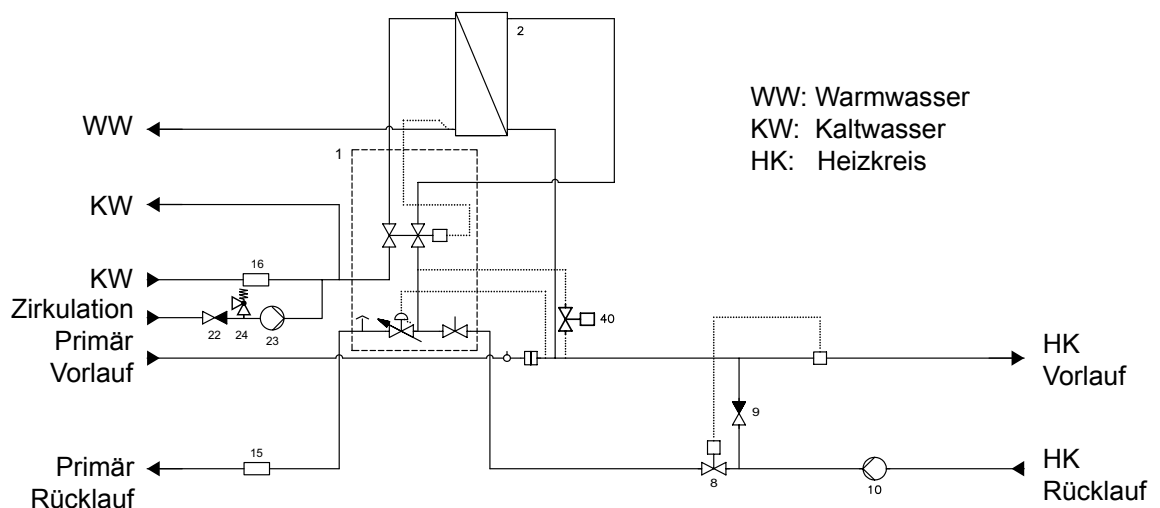 2
WW: Warmwasser
KW: Kaltwasser
HK: Heizkreis
WW
1
KW
KW
16
Zirkulation
22
24
23
40
Primär
Vorlauf
HK
Vorlauf
9
15
Primär
Rücklauf
8
10
HK
Rücklauf